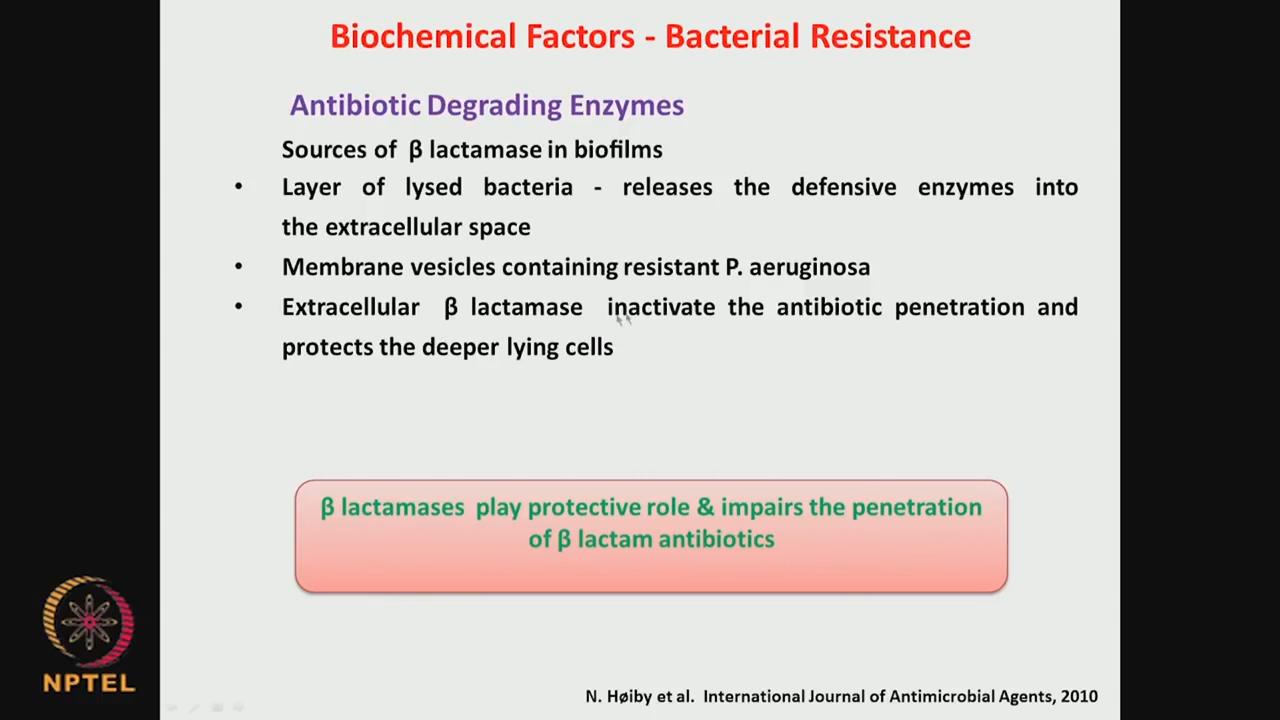 Biochemical Factors - Bacterial Resistance
Antibiotic Degrading Enzymes
Sources of β lactamase in biofilms
• Layer of lysed bacteria - releases the defensive enzymes into
the extracellular space
• Membrane vesicles containing resistant P. aeruginosa
• Extracellular β lactamase inactivate the antibiotic penetration and
protects the deeper lying cells
β lactamases play protective role & impairs the penetration
of β lactam antibiotics
NPTEL
N. Høiby et al. International Journal of Antimicrobial Agents, 2010